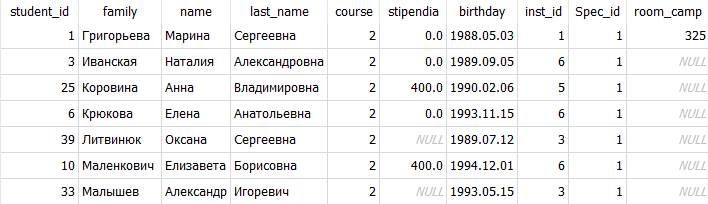 student_id family name last_name course stipendia birthday inst_id Spec_id room_camp
1 Григорьева Марина Сергеевна 2 0.0 1988.05.03 1 1 325
3 Иванская Наталия Александровна 2 0.0 1989.09.05 6 1 NULL
25 Коровина Анна Владимировна 2 400.0 1990.02.06 5 1 NULL
6 Крюкова Елена Анатольевна 2 0.0 1993.11.15 6 1 NULL
39 Литвинюк Оксана Сергеевна 2 NULL 1989.07.12 3 1 NULL
10 Маленкович Елизавета Борисовна 2 400.0 1994.12.01 6 1 NULL
33 Малышев Александр Игоревич 2 NULL 1993.05.15 3 1 NULL